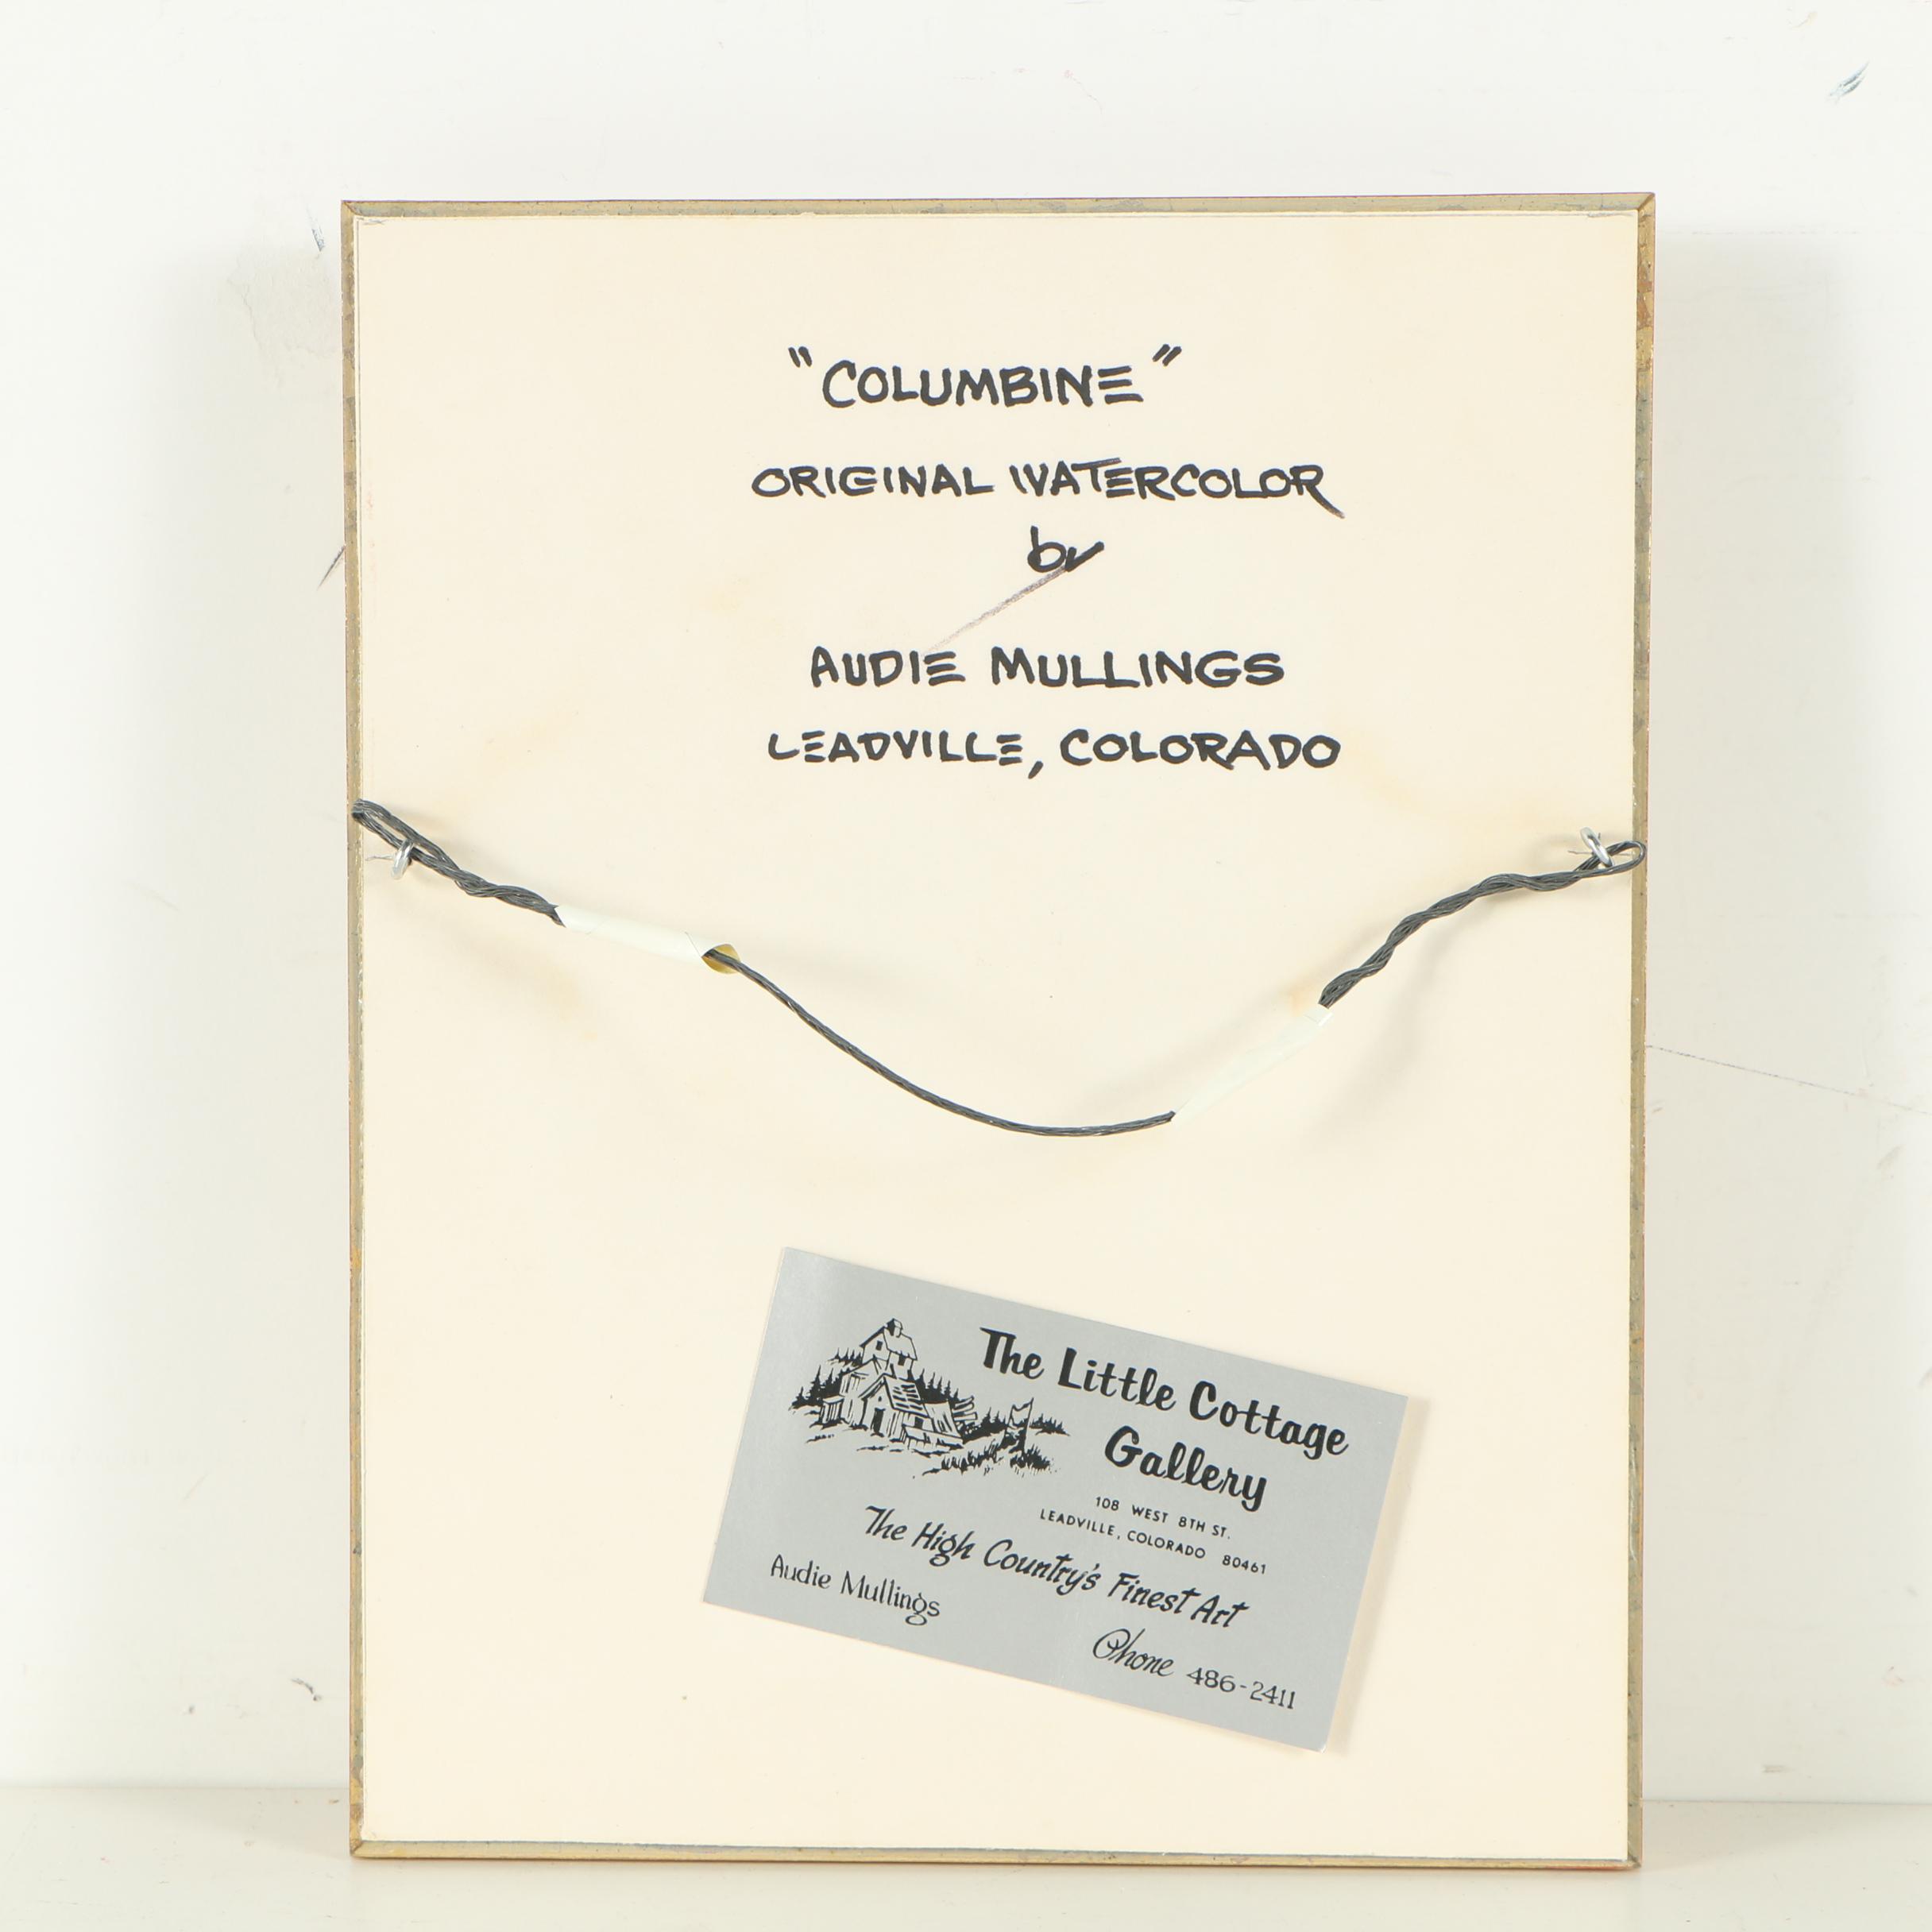 "COLUMBINE"
ORIGINAL WATERCOLOR
by
AUDIE MULLINGS
LEADVILLE, COLORADO
The Little Cottage
Gallery
108 WEST 8TH ST.
LEADVILLE, COLORADO 80461
The High Country's Finest Art
Audie Mullings
Phone 486-2411